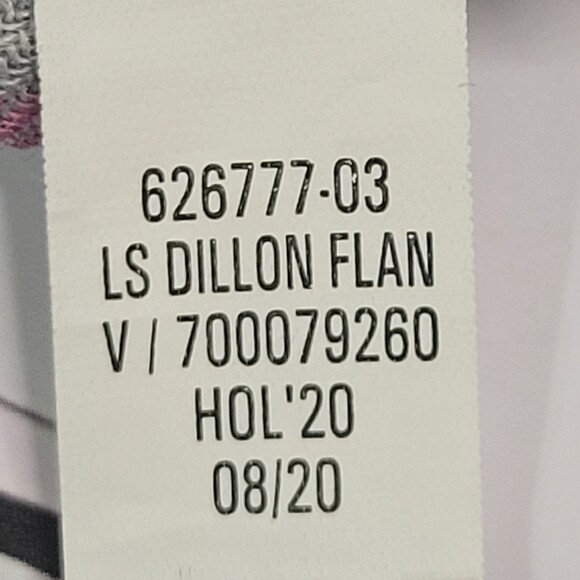 626777-03
LS DILLON FLAN
V / 700079260
HOL'20
08/20